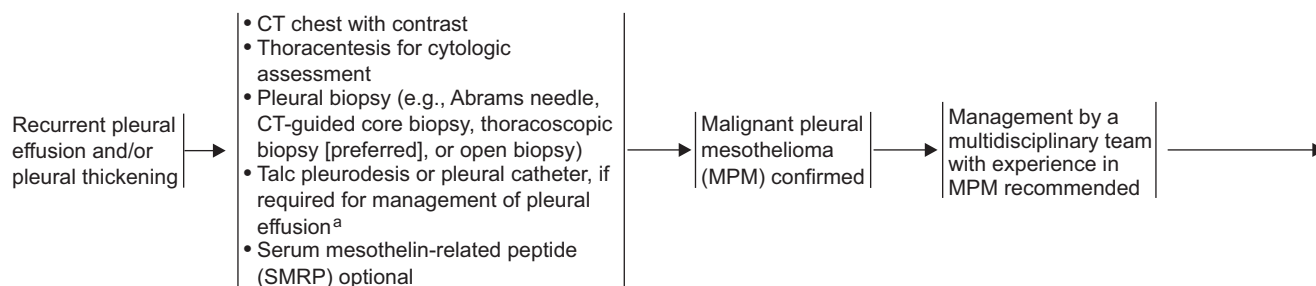 Recurrent pleural
effusion and/or
pleural thickening
• CT chest with contrast
• Thoracentesis for cytologic
assessment
• Pleural biopsy (e.g., Abrams needle,
CT-guided core biopsy, thoracoscopic
biopsy [preferred], or open biopsy)
• Talc pleurodesis or pleural catheter, if
required for management of pleural
effusionᵃ
• Serum mesothelin-related peptide
(SMRP) optional
Malignant pleural
mesothelioma
(MPM) confirmed
Management by a
multidisciplinary team
with experience in
MPM recommended